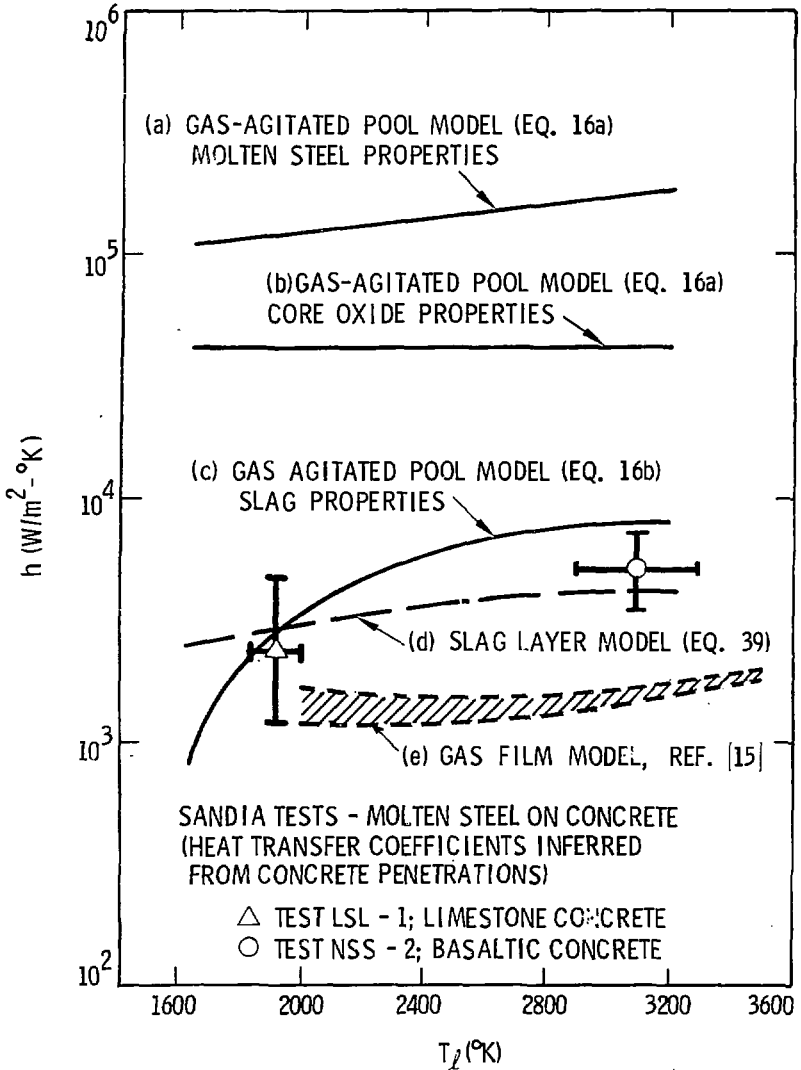 10⁶
(a) GAS-AGITATED POOL MODEL (EQ. 16a)
MOLTEN STEEL PROPERTIES
10⁵
(b)GAS-AGITATED POOL MODEL (EQ. 16a)
CORE OXIDE PROPERTIES
h (W/m²-°K)
(c) GAS AGITATED POOL MODEL (EQ. 16b)
SLAG PROPERTIES
10⁴
(d) SLAG LAYER MODEL (EQ. 39)
10³
(e) GAS FILM MODEL, REF. [15]
SANDIA TESTS - MOLTEN STEEL ON CONCRETE
(HEAT TRANSFER COEFFICIENTS INFERRED
FROM CONCRETE PENETRATIONS)
△ TEST LSL - 1; LIMESTONE CONCRETE
○ TEST NSS - 2; BASALTIC CONCRETE
10²
1600 2000 2400 2800 3200 3600
Tℓ(°K)